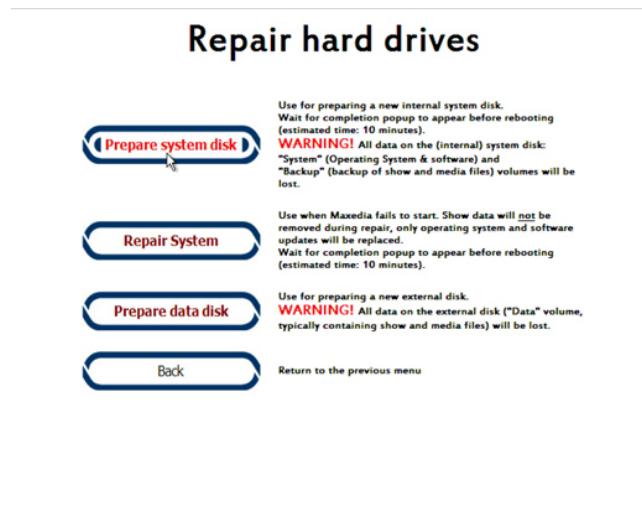 Repair hard drives
Prepare system disk
Use for preparing a new internal system disk.
Wait for completion popup to appear before rebooting
(estimated time: 10 minutes).
WARNING! All data on the (internal) system disk:
"System" (Operating System & software) and
"Backup" (backup of show and media files) volumes will be
lost.
Repair System
Use when Maxedia fails to start. Show data will not be
removed during repair, only operating system and software
updates will be replaced.
Wait for completion popup to appear before rebooting
(estimated time: 10 minutes).
Prepare data disk
Use for preparing a new external disk.
WARNING! All data on the external disk ("Data" volume,
typically containing show and media files) will be lost.
Back
Return to the previous menu